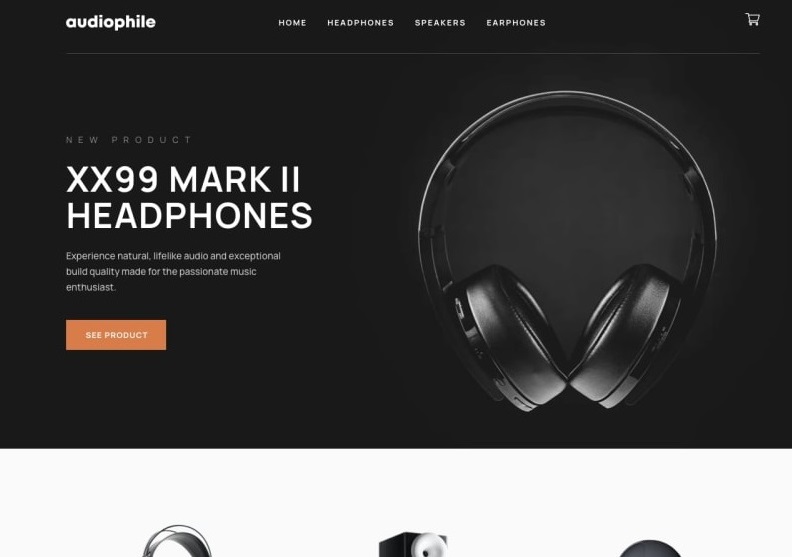 audiophile
HOME HEADPHONES SPEAKERS EARPHONES
NEW PRODUCT
XX99 MARK II
HEADPHONES
Experience natural, lifelike audio and exceptional
build quality made for the passionate music
enthusiast.
SEE PRODUCT